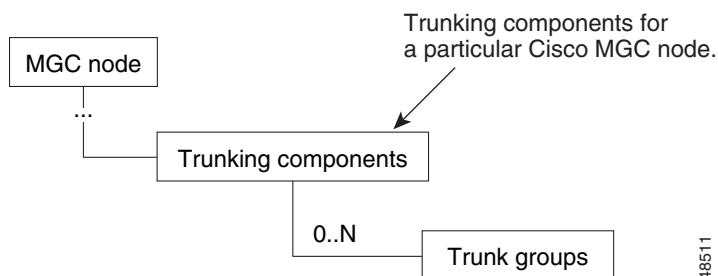 Trunking components for
a particular Cisco MGC node.
MGC node
...
Trunking components
0..N
Trunk groups
48511